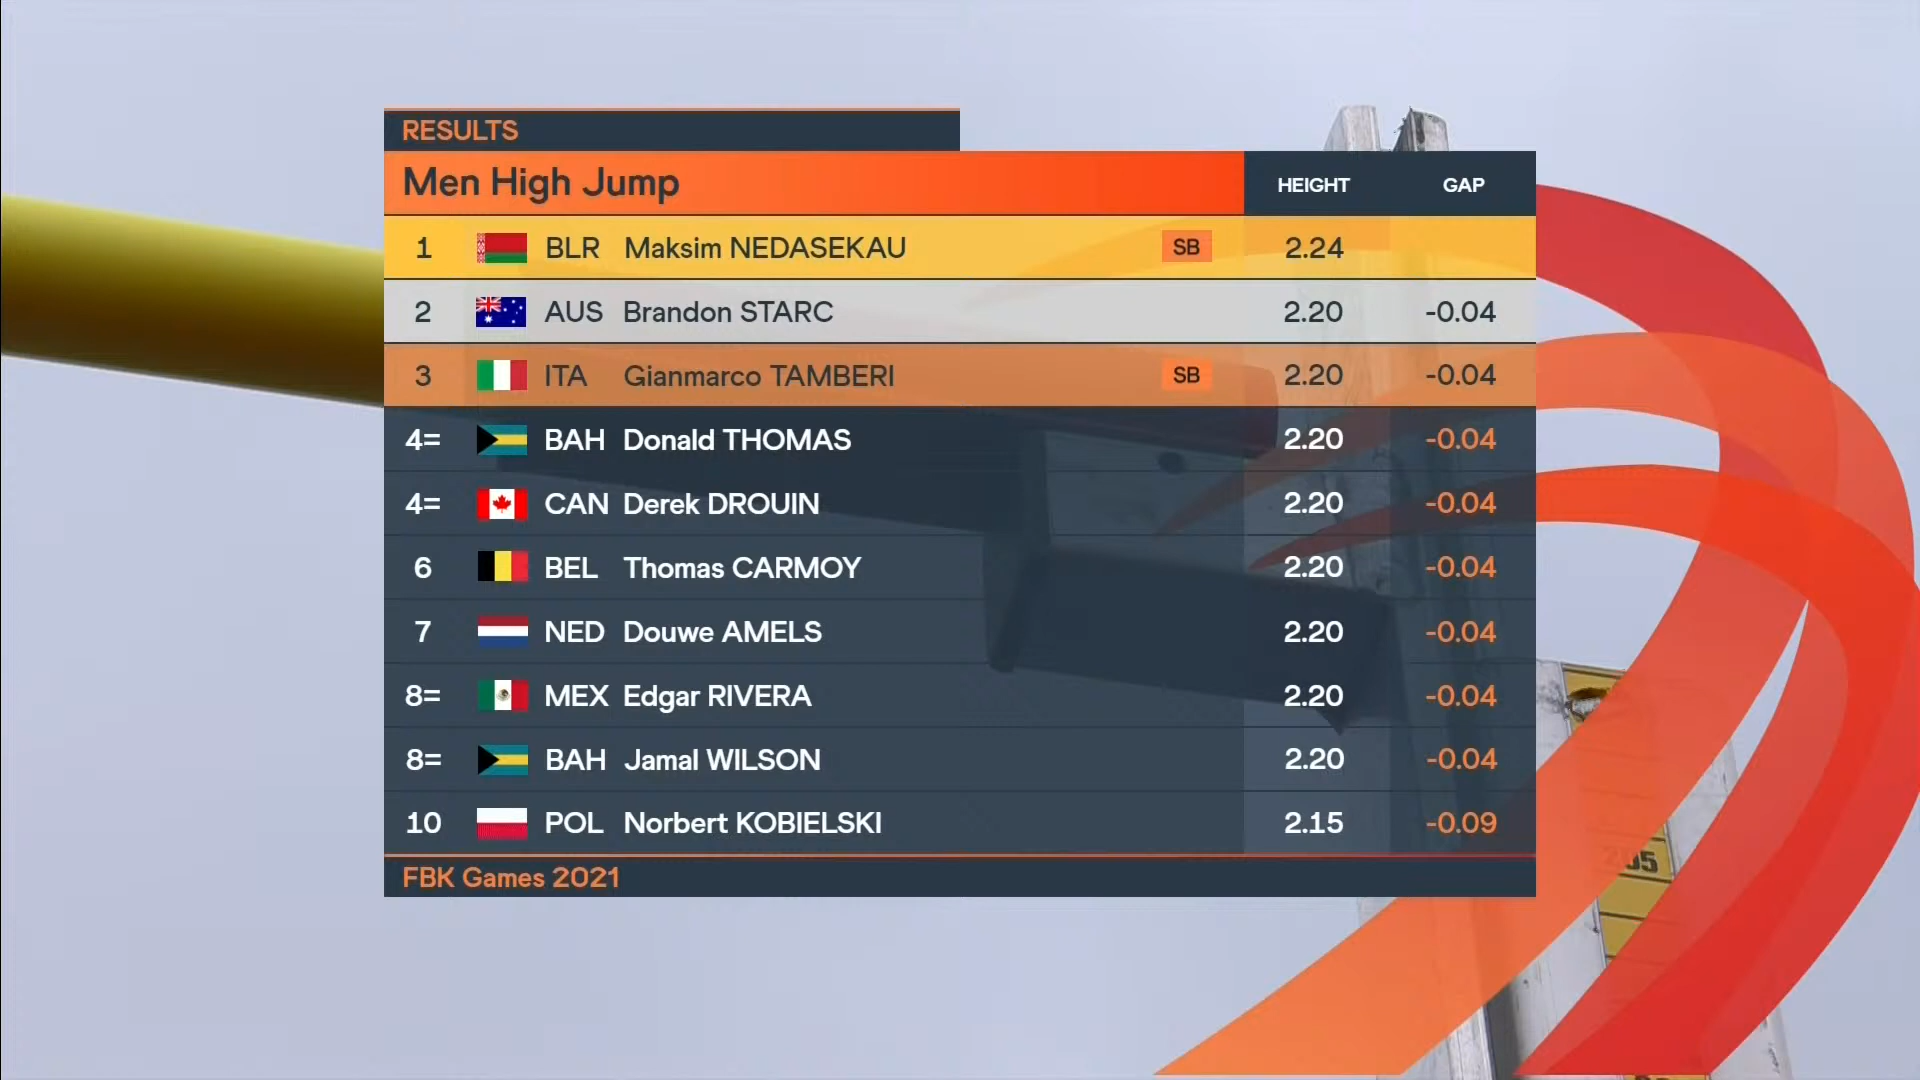 RESULTS
Men High Jump HEIGHT GAP
1 BLR Maksim NEDASEKAU SB 2.24
2 AUS Brandon STARC 2.20 -0.04
3 ITA Gianmarco TAMBERI SB 2.20 -0.04
4= BAH Donald THOMAS 2.20 -0.04
4= CAN Derek DROUIN 2.20 -0.04
6 BEL Thomas CARMOY 2.20 -0.04
7 NED Douwe AMELS 2.20 -0.04
8= MEX Edgar RIVERA 2.20 -0.04
8= BAH Jamal WILSON 2.20 -0.04
10 POL Norbert KOBIELSKI 2.15 -0.09
FBK Games 2021